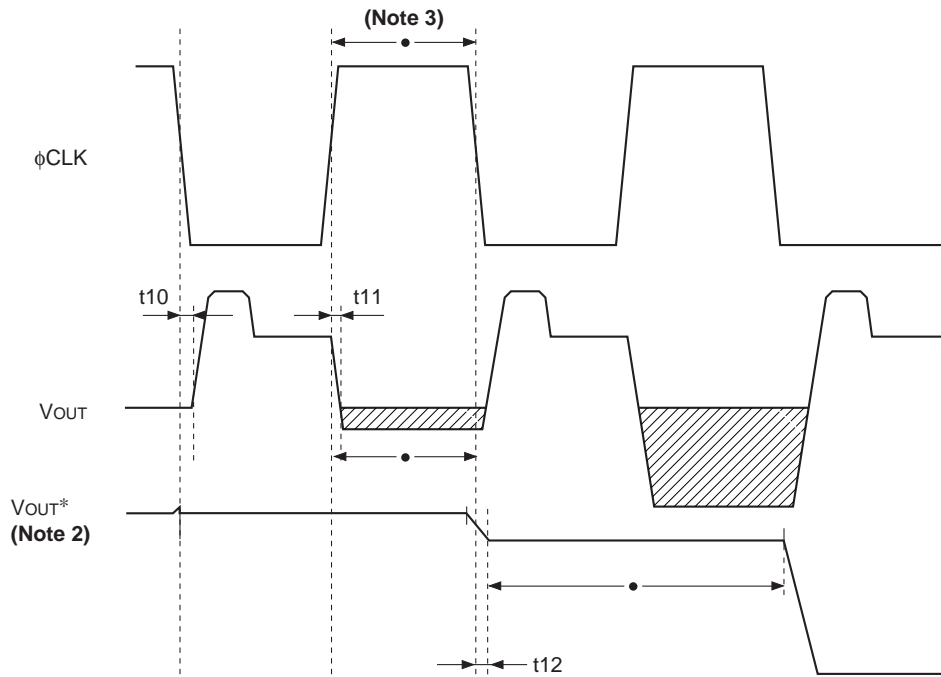 (Note 3)
ϕCLK
t10
t11
VOUT
VOUT*
(Note 2)
t12